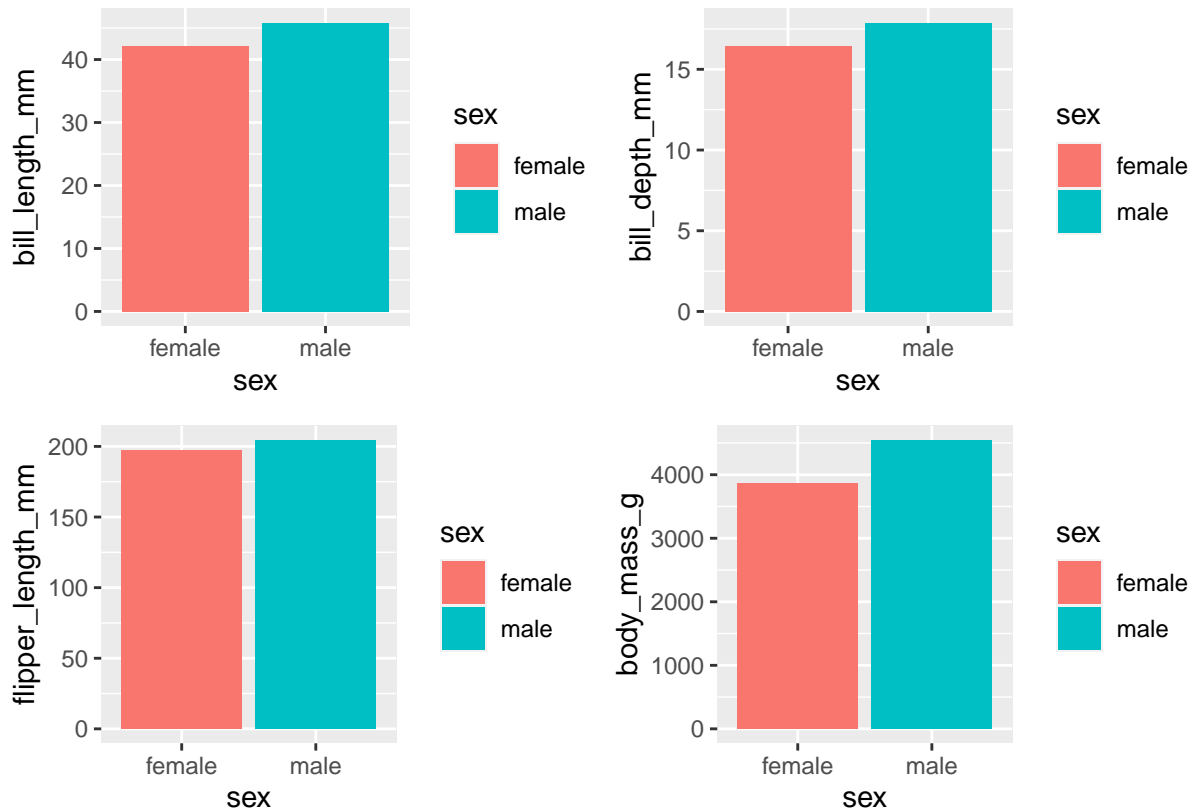 bill_length_mm
40
30
20
10
0
female male
sex
sex
female
male
bill_depth_mm
15
10
5
0
female male
sex
sex
female
male
flipper_length_mm
200
150
100
50
0
female male
sex
sex
female
male
body_mass_g
4000
3000
2000
1000
0
female male
sex
sex
female
male